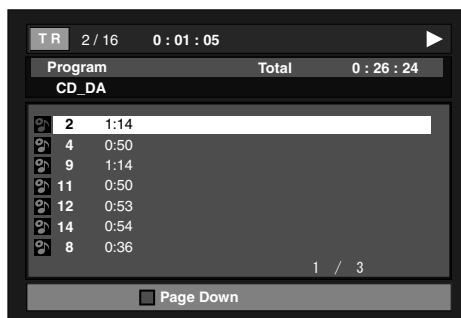 TR 2 / 16 0 : 01 : 05
Program Total 0 : 26 : 24
CD_DA
2 1:14
4 0:50
9 1:14
11 0:50
12 0:53
14 0:54
8 0:36
1 / 3
Page Down